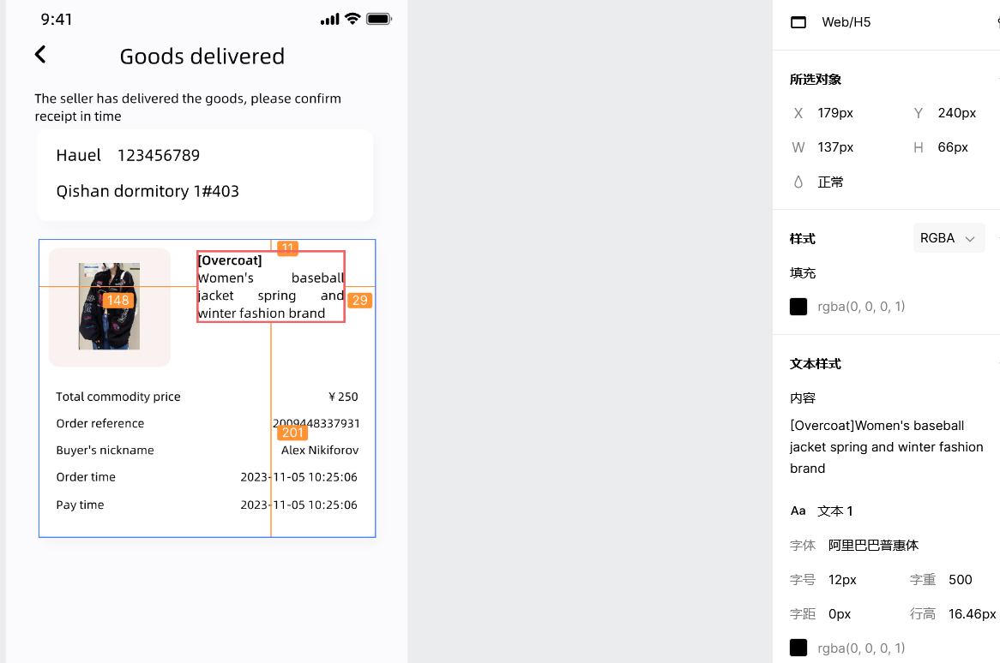 9:41
Goods delivered
The seller has delivered the goods, please confirm
receipt in time
Hauel 123456789
Qishan dormitory 1#403
11
[Overcoat]
Women's baseball
jacket spring and
winter fashion brand
148
29
Total commodity price ¥ 250
Order reference 2009448337931
201
Buyer's nickname Alex Nikiforov
Order time 2023-11-05 10:25:06
Pay time 2023-11-05 10:25:06
Web/H5
所选对象
X 179px Y 240px
W 137px H 66px
正常
样式 RGBA
填充
rgba(0, 0, 0, 1)
文本样式
内容
[Overcoat]Women's baseball
jacket spring and winter fashion
brand
Aa 文本 1
字体 阿里巴巴普惠体
字号 12px 字重 500
字距 0px 行高 16.46px
rgba(0, 0, 0, 1)